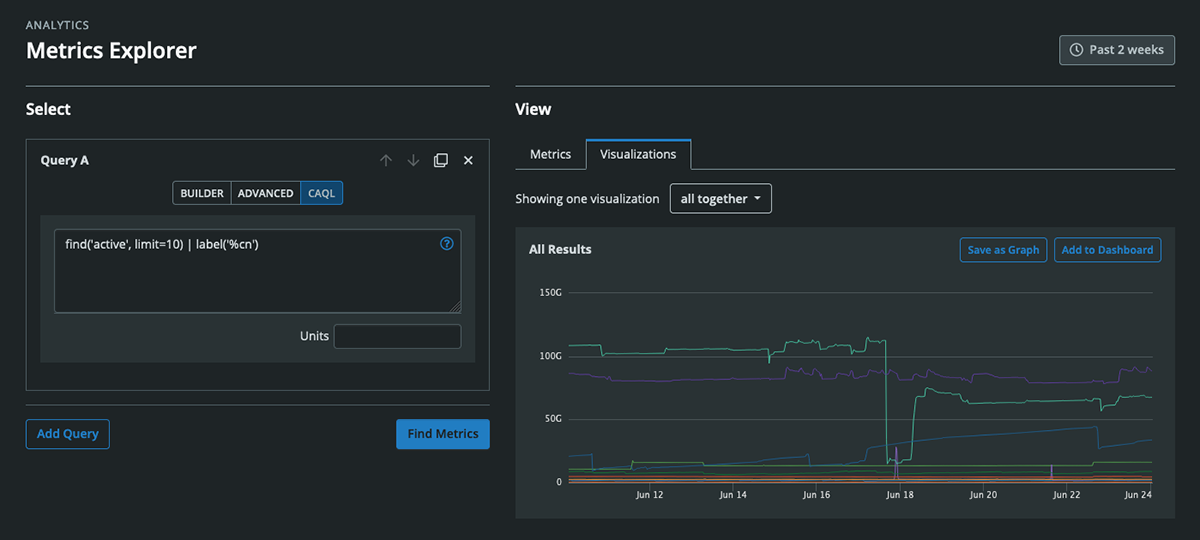 ANALYTICS
Metrics Explorer
Past 2 weeks
Select
Query A
BUILDER ADVANCED CAQL
find('active', limit=10) | label('%cn')
?
Units
Add Query
Find Metrics
View
Metrics Visualizations
Showing one visualization all together
All Results
Save as Graph Add to Dashboard
150G
100G
50G
0
Jun 12 Jun 14 Jun 16 Jun 18 Jun 20 Jun 22 Jun 24